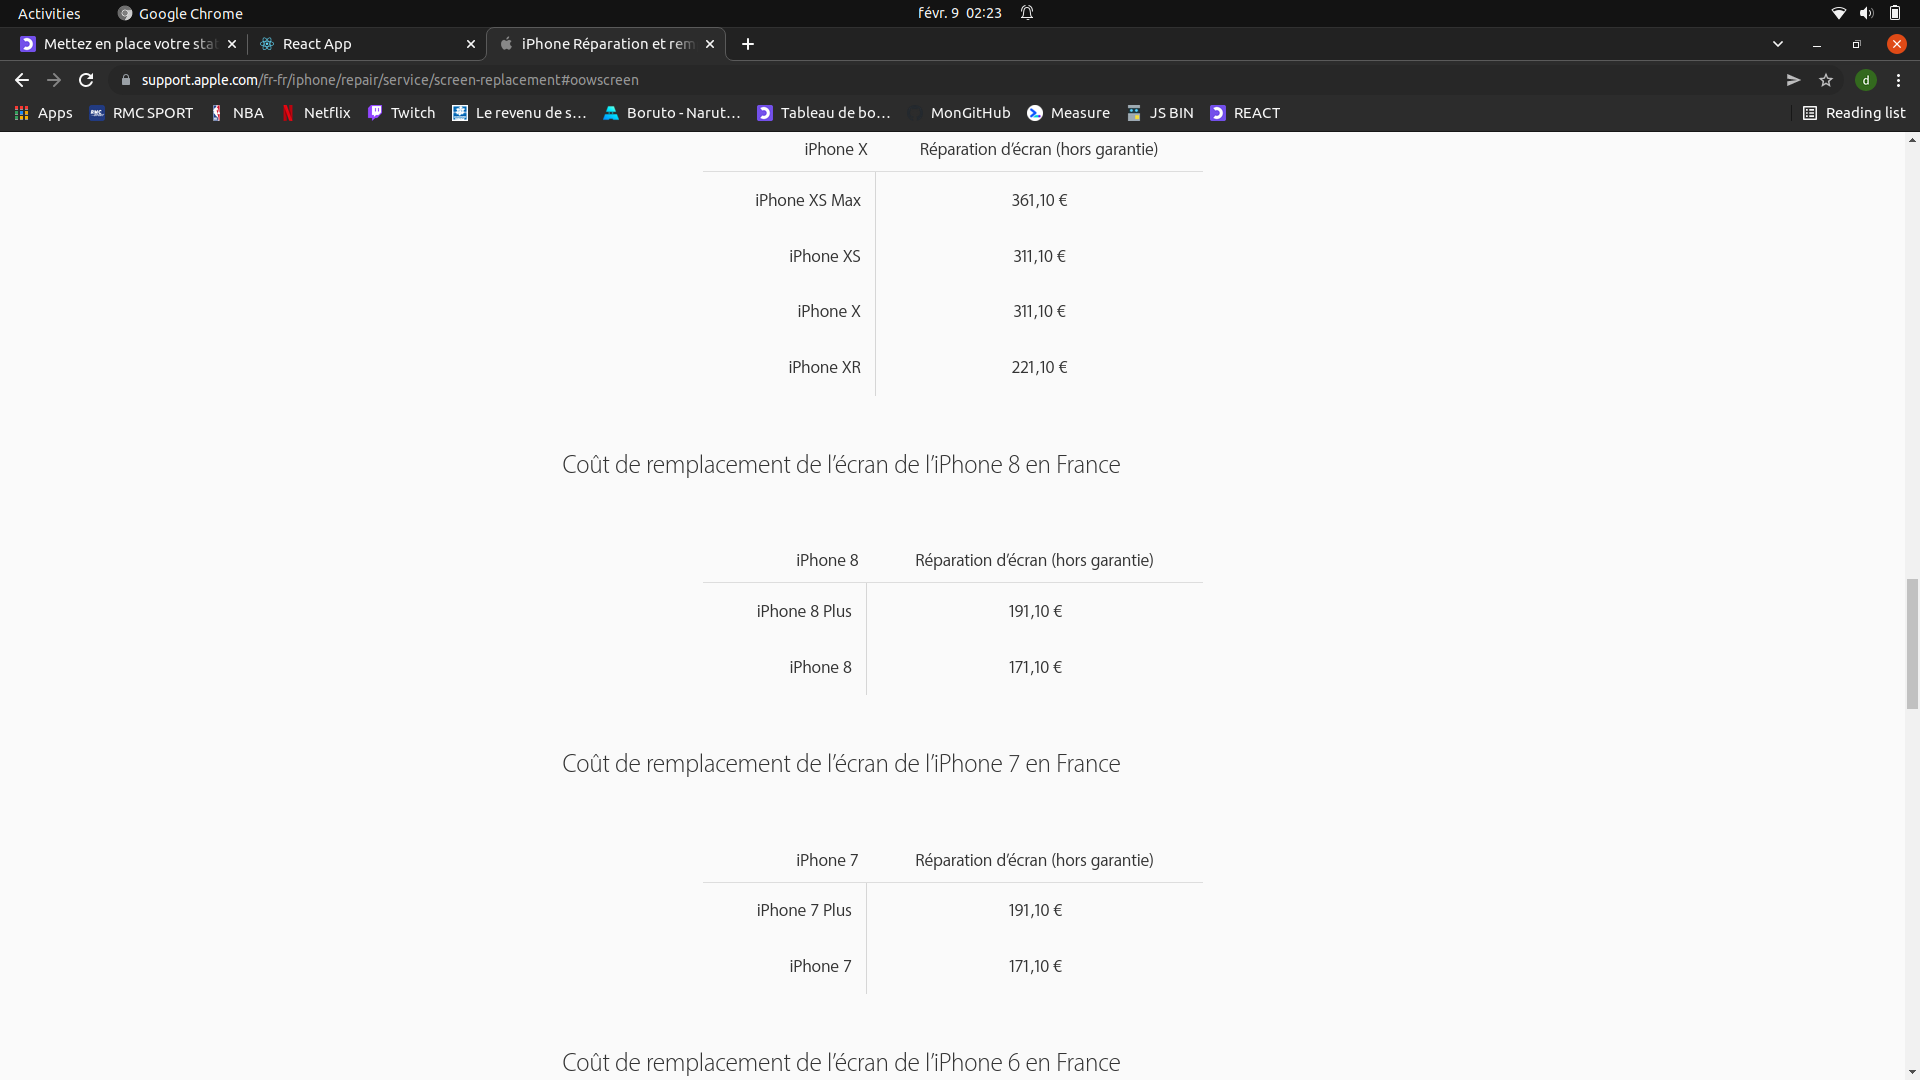 Activities
Google Chrome
févr. 9 02:23
Mettez en place votre stat
React App
iPhone Réparation et rem
support.apple.com/fr-fr/iphone/repair/service/screen-replacement#oowscreen
d
Apps
RMC SPORT
NBA
Netflix
Twitch
Le revenu de s…
Boruto - Narut…
Tableau de bo…
MonGitHub
Measure
JS BIN
REACT
Reading list
iPhone X Réparation d’écran (hors garantie)
iPhone XS Max 361,10 €
iPhone XS 311,10 €
iPhone X 311,10 €
iPhone XR 221,10 €
Coût de remplacement de l’écran de l’iPhone 8 en France
iPhone 8 Réparation d’écran (hors garantie)
iPhone 8 Plus 191,10 €
iPhone 8 171,10 €
Coût de remplacement de l’écran de l’iPhone 7 en France
iPhone 7 Réparation d’écran (hors garantie)
iPhone 7 Plus 191,10 €
iPhone 7 171,10 €
Coût de remplacement de l’écran de l’iPhone 6 en France